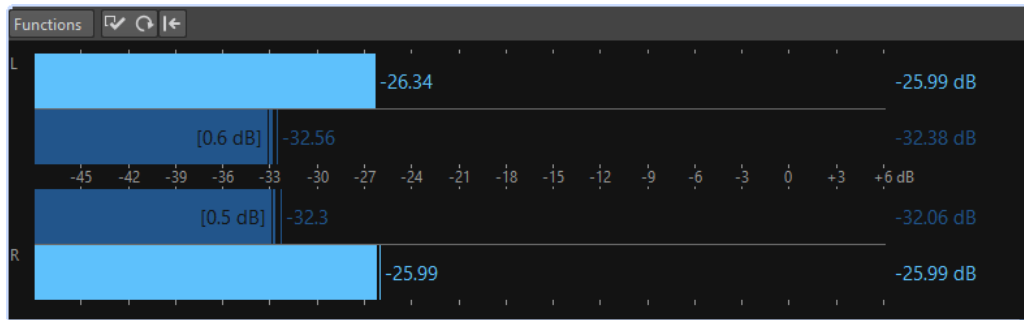 Functions
L
-26.34 -25.99 dB
[0.6 dB] -32.56 -32.38 dB
-45 -42 -39 -36 -33 -30 -27 -24 -21 -18 -15 -12 -9 -6 -3 0 +3 +6 dB
[0.5 dB] -32.3 -32.06 dB
R
-25.99 -25.99 dB